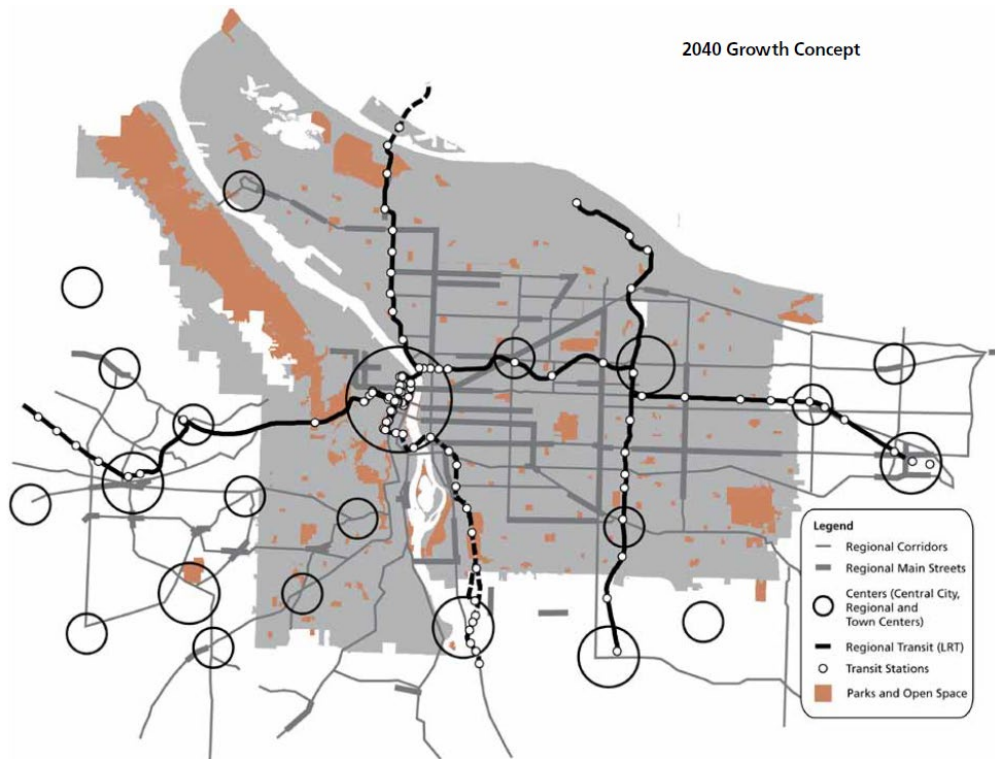 2040 Growth Concept
Legend
Regional Corridors
Regional Main Streets
Centers (Central City,
Regional and
Town Centers)
Regional Transit (LRT)
Transit Stations
Parks and Open Space